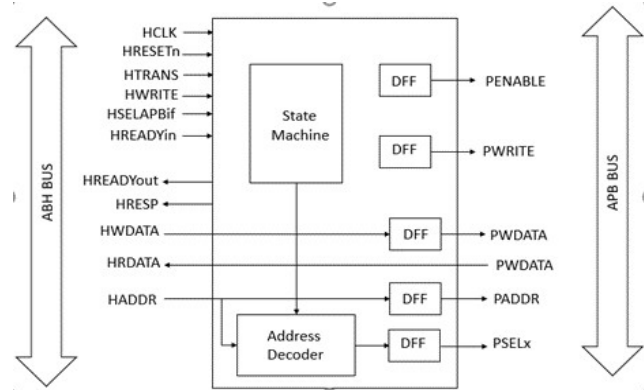 HCLK
HRESETn
HTRANS
HWRITE
HSELAPBif
HREADYin
HREADYout
HRESP
HWDATA
HRDATA
HADDR
ABH BUS
State
Machine
Address
Decoder
DFF
DFF
DFF
DFF
DFF
PENABLE
PWRITE
PWDATA
PWDATA
PADDR
PSELx
APB BUS